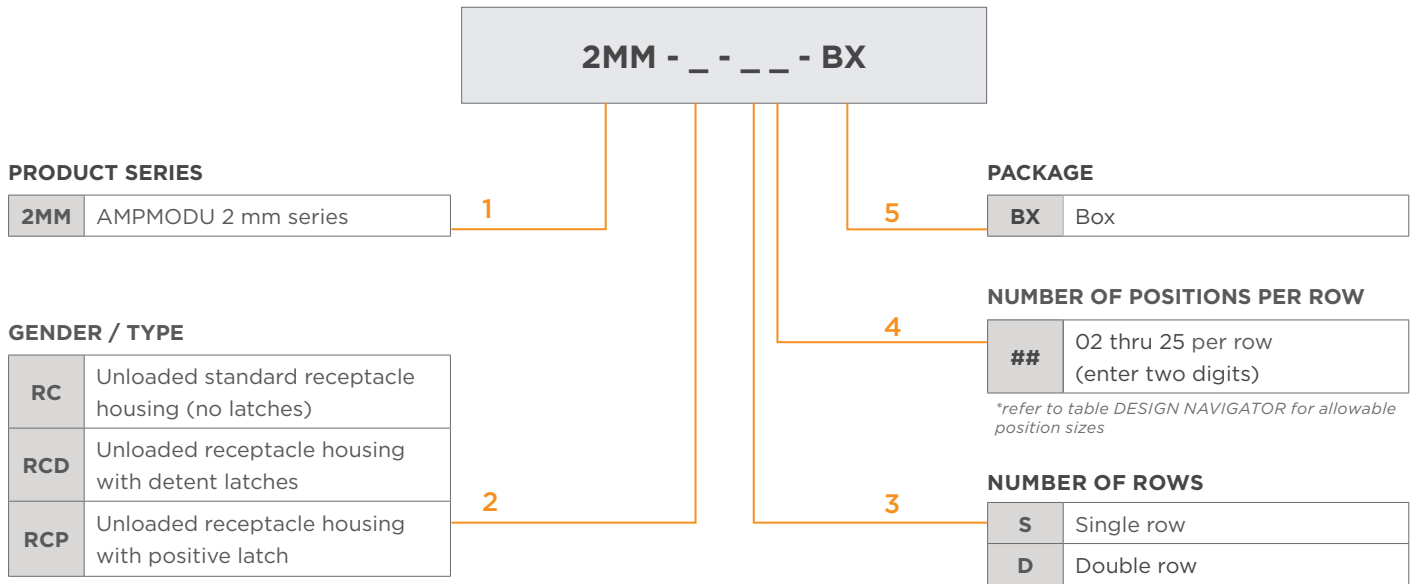 2MM - _ - _ _ - BX
PRODUCT SERIES
2MM AMPMODU 2 mm series
1
GENDER / TYPE
RC Unloaded standard receptacle
housing (no latches)
RCD Unloaded receptacle housing
with detent latches
RCP Unloaded receptacle housing
with positive latch
2
PACKAGE
5
BX Box
NUMBER OF POSITIONS PER ROW
4
## 02 thru 25 per row
(enter two digits)
*refer to table DESIGN NAVIGATOR for allowable
position sizes
NUMBER OF ROWS
3
S Single row
D Double row